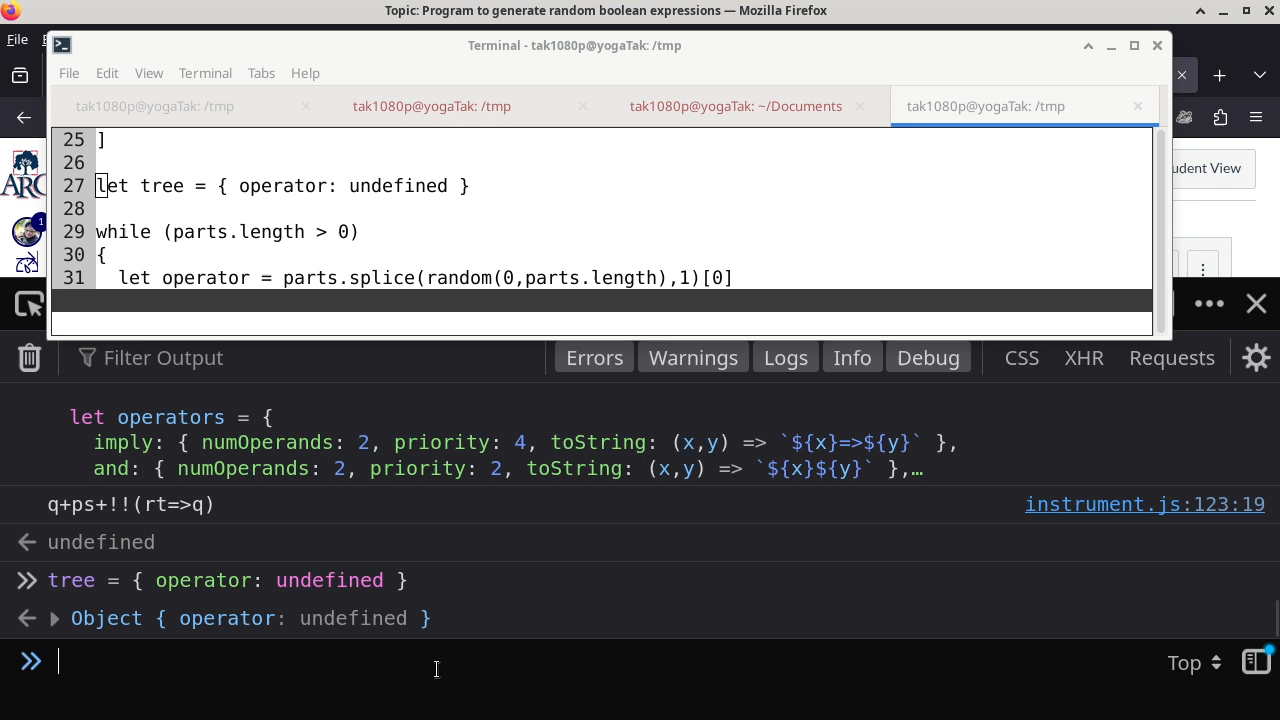 Topic: Program to generate random boolean expressions — Mozilla Firefox
File
Terminal - tak1080p@yogaTak: /tmp
File Edit View Terminal Tabs Help
tak1080p@yogaTak: /tmp tak1080p@yogaTak: /tmp tak1080p@yogaTak: ~/Documents tak1080p@yogaTak: /tmp
25 ]
26
27 let tree = { operator: undefined }
28
29 while (parts.length > 0)
30 {
31 let operator = parts.splice(random(0,parts.length),1)[0]
ARC
1
udent View
Filter Output Errors Warnings Logs Info Debug CSS XHR Requests
let operators = {
imply: { numOperands: 2, priority: 4, toString: (x,y) => `${x}=>${y}` },
and: { numOperands: 2, priority: 2, toString: (x,y) => `${x}${y}` },…
q+ps+!!(rt=>q) instrument.js:123:19
undefined
tree = { operator: undefined }
Object { operator: undefined }
Top